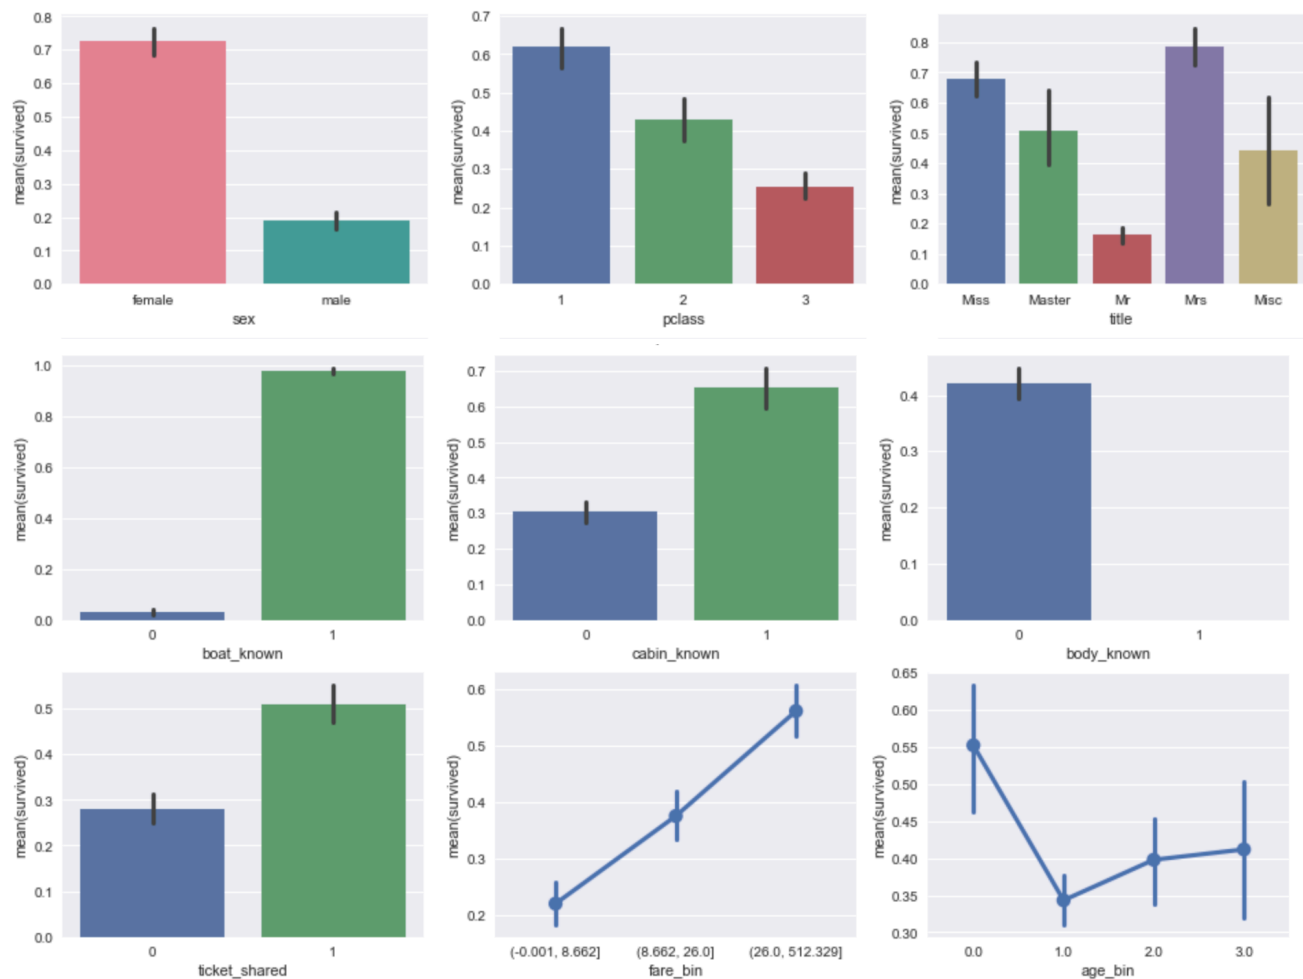 mean(survived)
0.8
0.7
0.6
0.5
0.4
0.3
0.2
0.1
0.0
female male
sex
mean(survived)
0.7
0.6
0.5
0.4
0.3
0.2
0.1
0.0
1 2 3
pclass
mean(survived)
0.8
0.7
0.6
0.5
0.4
0.3
0.2
0.1
0.0
Miss Master Mr Mrs Misc
title
mean(survived)
1.0
0.8
0.6
0.4
0.2
0.0
0 1
boat_known
mean(survived)
0.7
0.6
0.5
0.4
0.3
0.2
0.1
0.0
0 1
cabin_known
mean(survived)
0.4
0.3
0.2
0.1
0.0
0 1
body_known
mean(survived)
0.5
0.4
0.3
0.2
0.1
0.0
0 1
ticket_shared
mean(survived)
0.6
0.5
0.4
0.3
0.2
(-0.001, 8.662] (8.662, 26.0] (26.0, 512.329]
fare_bin
mean(survived)
0.65
0.60
0.55
0.50
0.45
0.40
0.35
0.30
0.0 1.0 2.0 3.0
age_bin